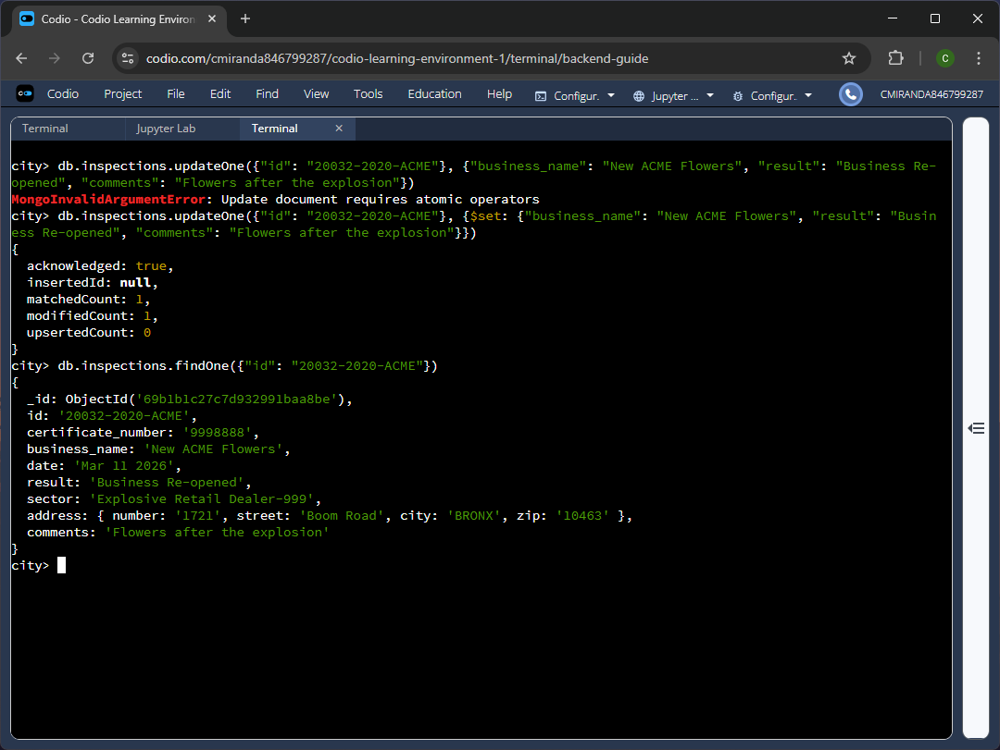 Codio - Codio Learning Environ
codio.com/cmiranda846799287/codio-learning-environment-1/terminal/backend-guide
C
Codio Project File Edit Find View Tools Education Help Configur. Jupyter ... Configur. CMIRANDA846799287
Terminal Jupyter Lab Terminal
city> db.inspections.updateOne({"id": "20032-2020-ACME"}, {"business_name": "New ACME Flowers", "result": "Business Re-
opened", "comments": "Flowers after the explosion"})
MongoInvalidArgumentError: Update document requires atomic operators
city> db.inspections.updateOne({"id": "20032-2020-ACME"}, {$set: {"business_name": "New ACME Flowers", "result": "Busin
ess Re-opened", "comments": "Flowers after the explosion"}})
{
  acknowledged: true,
  insertedId: null,
  matchedCount: 1,
  modifiedCount: 1,
  upsertedCount: 0
}
city> db.inspections.findOne({"id": "20032-2020-ACME"})
{
  _id: ObjectId('69b1b1c27c7d932991baa8be'),
  id: '20032-2020-ACME',
  certificate_number: '9998888',
  business_name: 'New ACME Flowers',
  date: 'Mar 11 2026',
  result: 'Business Re-opened',
  sector: 'Explosive Retail Dealer-999',
  address: { number: '1721', street: 'Boom Road', city: 'BRONX', zip: '10463' },
  comments: 'Flowers after the explosion'
}
city>